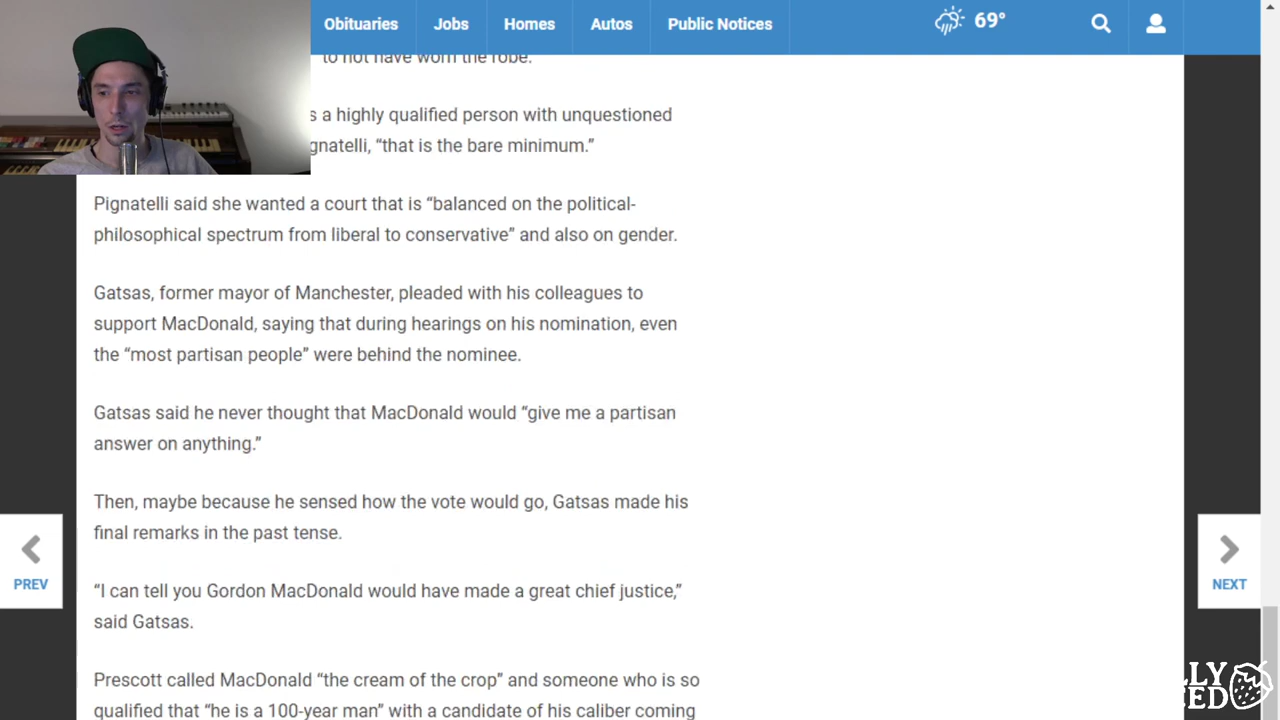 Obituaries
Jobs
Homes
Autos
Public Notices
69°
to not have worn the robe.
s a highly qualified person with unquestioned
gnatelli, “that is the bare minimum.”
Pignatelli said she wanted a court that is “balanced on the political-
philosophical spectrum from liberal to conservative” and also on gender.
Gatsas, former mayor of Manchester, pleaded with his colleagues to
support MacDonald, saying that during hearings on his nomination, even
the “most partisan people” were behind the nominee.
Gatsas said he never thought that MacDonald would “give me a partisan
answer on anything.”
Then, maybe because he sensed how the vote would go, Gatsas made his
final remarks in the past tense.
“I can tell you Gordon MacDonald would have made a great chief justice,”
said Gatsas.
Prescott called MacDonald “the cream of the crop” and someone who is so
qualified that “he is a 100-year man” with a candidate of his caliber coming
PREV
NEXT
LLY
CED